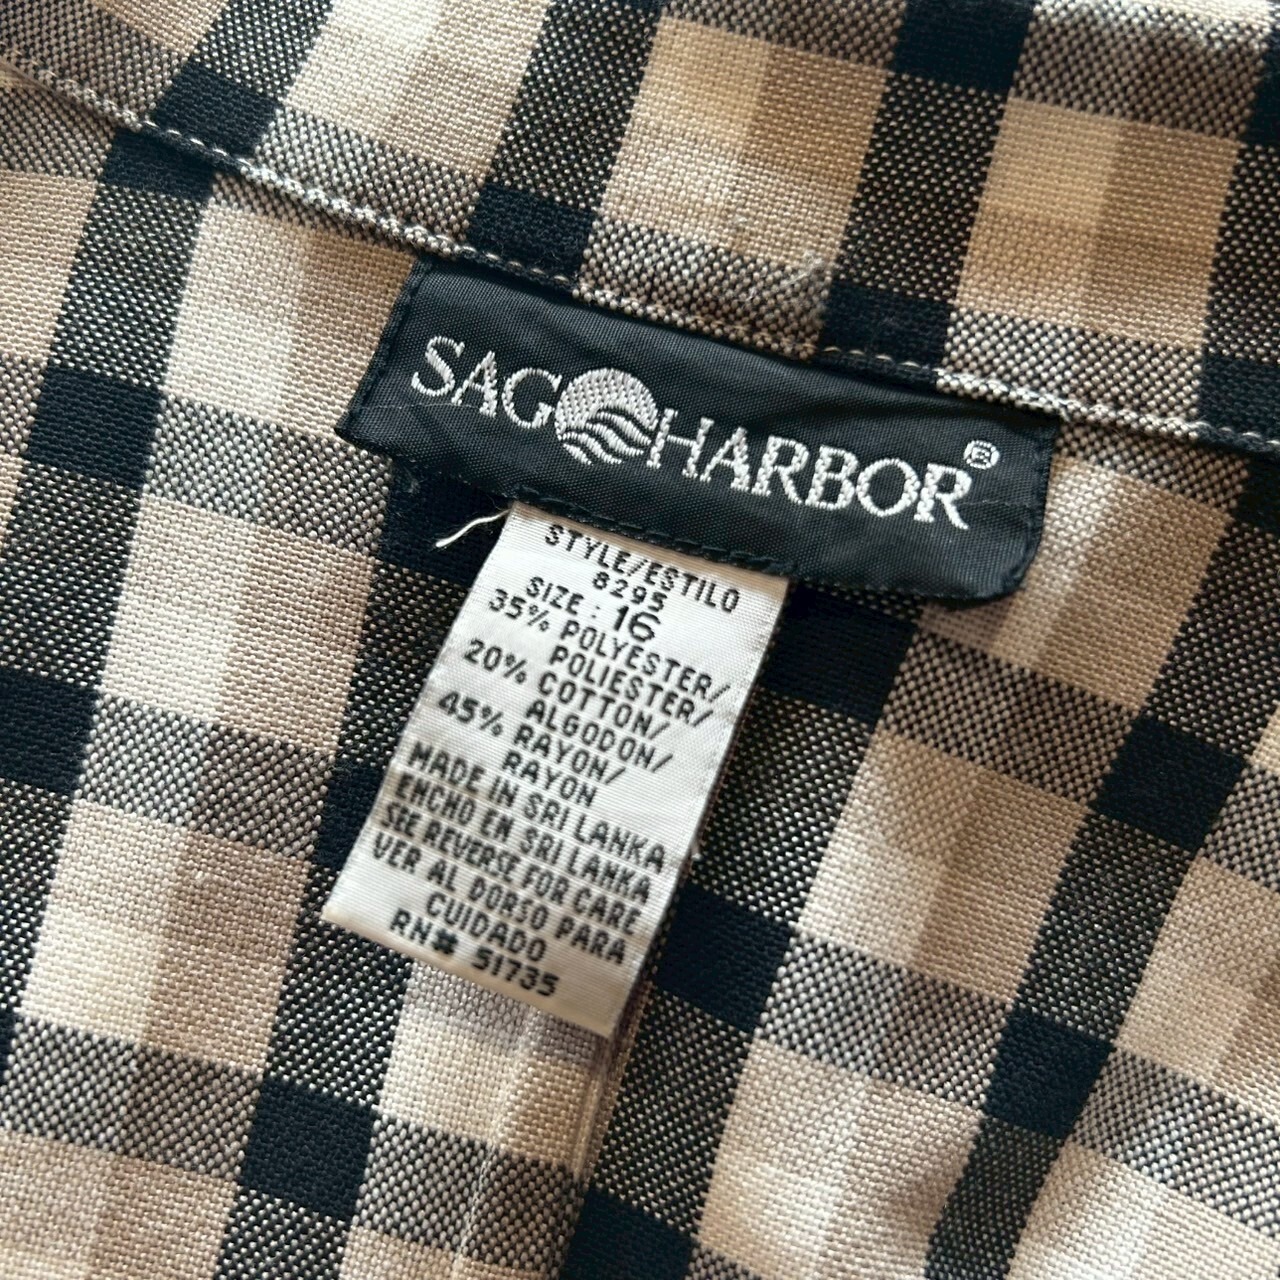 SAG HARBOR®
STYLE/ESTILO
8295
SIZE: 16
35% POLYESTER/
POLIESTER/
20% COTTON/
ALGODON/
45% RAYON/
RAYON
MADE IN SRI LANKA
ENCHO EN SRI LANKA
SEE REVERSE FOR CARE
VER AL DORSO PARA
CUIDADO
RN# 51735